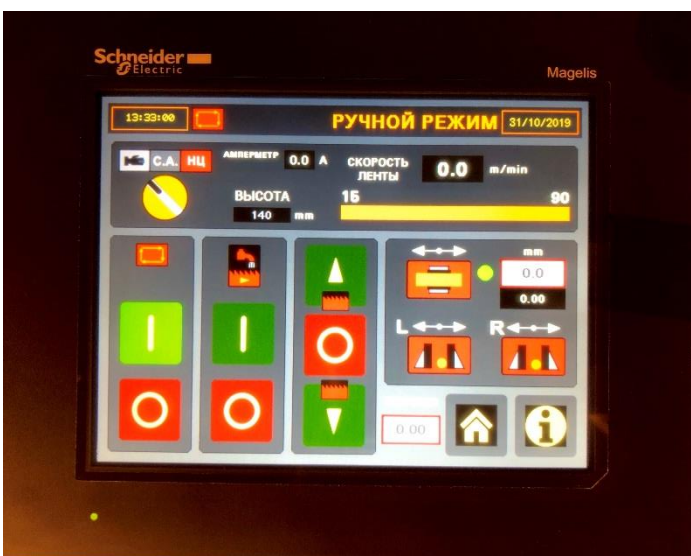 Schneider
Electric
Magelis
13:33:00
РУЧНОЙ РЕЖИМ
31/10/2019
С.А. НЦ
АМПЕРМЕТР 0.0 A
СКОРОСТЬ
ЛЕНТЫ
0.0 m/min
ВЫСОТА
140 mm
15 90
mm
0.0
0.00
L R
0.00